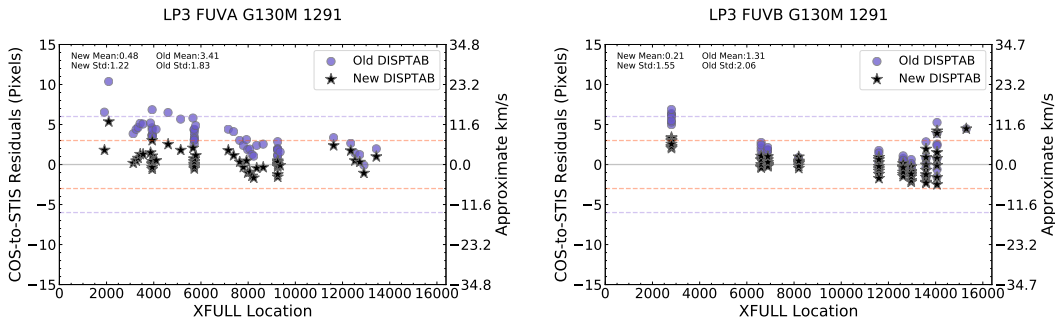 LP3 FUVA G130M 1291
New Mean:0.48 Old Mean:3.41
New Std:1.22 Old Std:1.83
Old DISPTAB
New DISPTAB
COS-to-STIS Residuals (Pixels)
15
10
5
0
−5
−10
−15
0 2000 4000 6000 8000 10000 12000 14000 16000
XFULL Location
34.8
23.2
11.6
0.0
−11.6
−23.2
−34.8
Approximate km/s
LP3 FUVB G130M 1291
New Mean:0.21 Old Mean:1.31
New Std:1.55 Old Std:2.06
Old DISPTAB
New DISPTAB
COS-to-STIS Residuals (Pixels)
15
10
5
0
−5
−10
−15
0 2000 4000 6000 8000 10000 12000 14000 16000
XFULL Location
34.7
23.2
11.6
0.0
−11.6
−23.2
−34.7
Approximate km/s